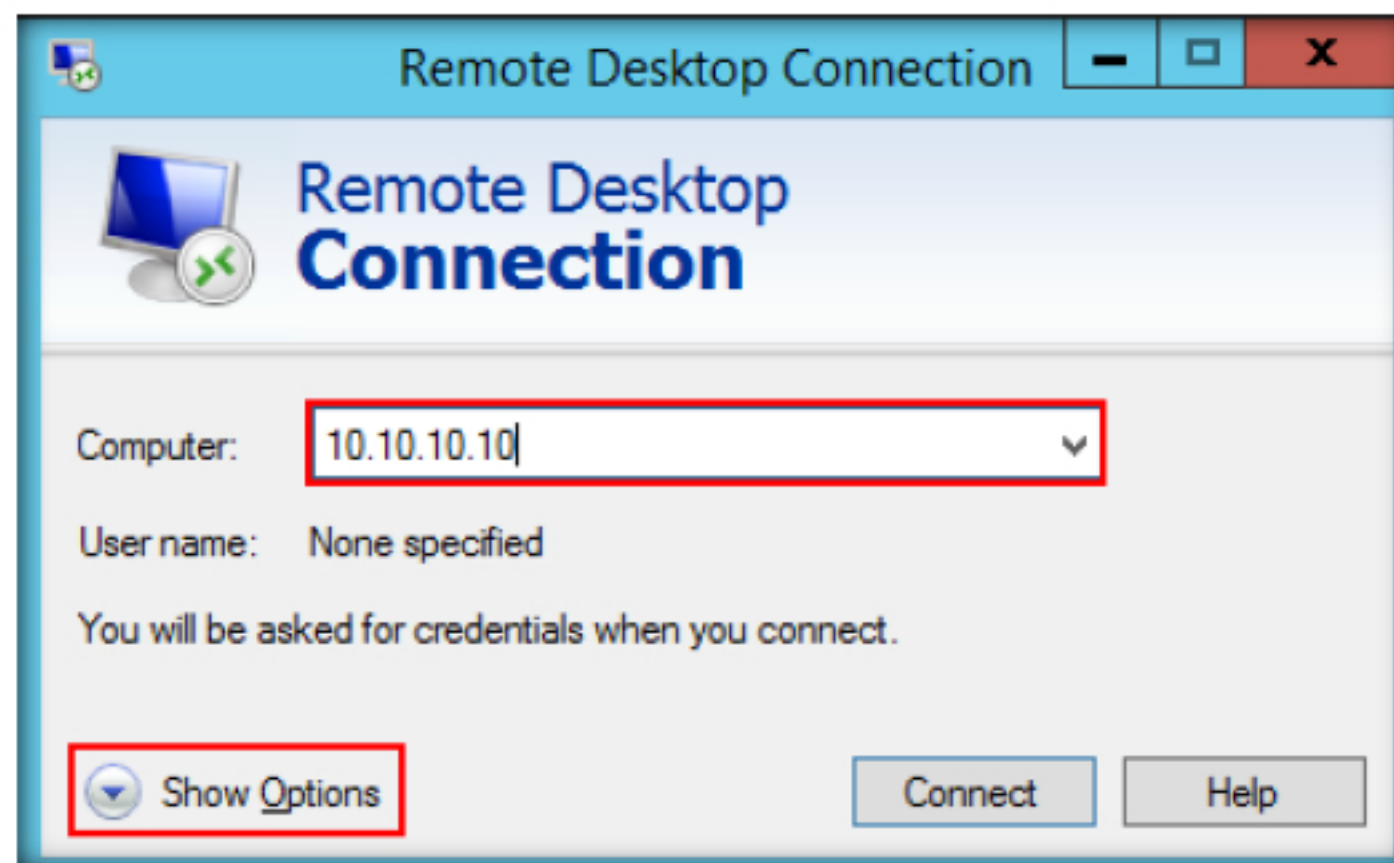 Remote Desktop Connection
Remote Desktop
Connection
Computer: 10.10.10.10
User name: None specified
You will be asked for credentials when you connect.
Show Options Connect Help